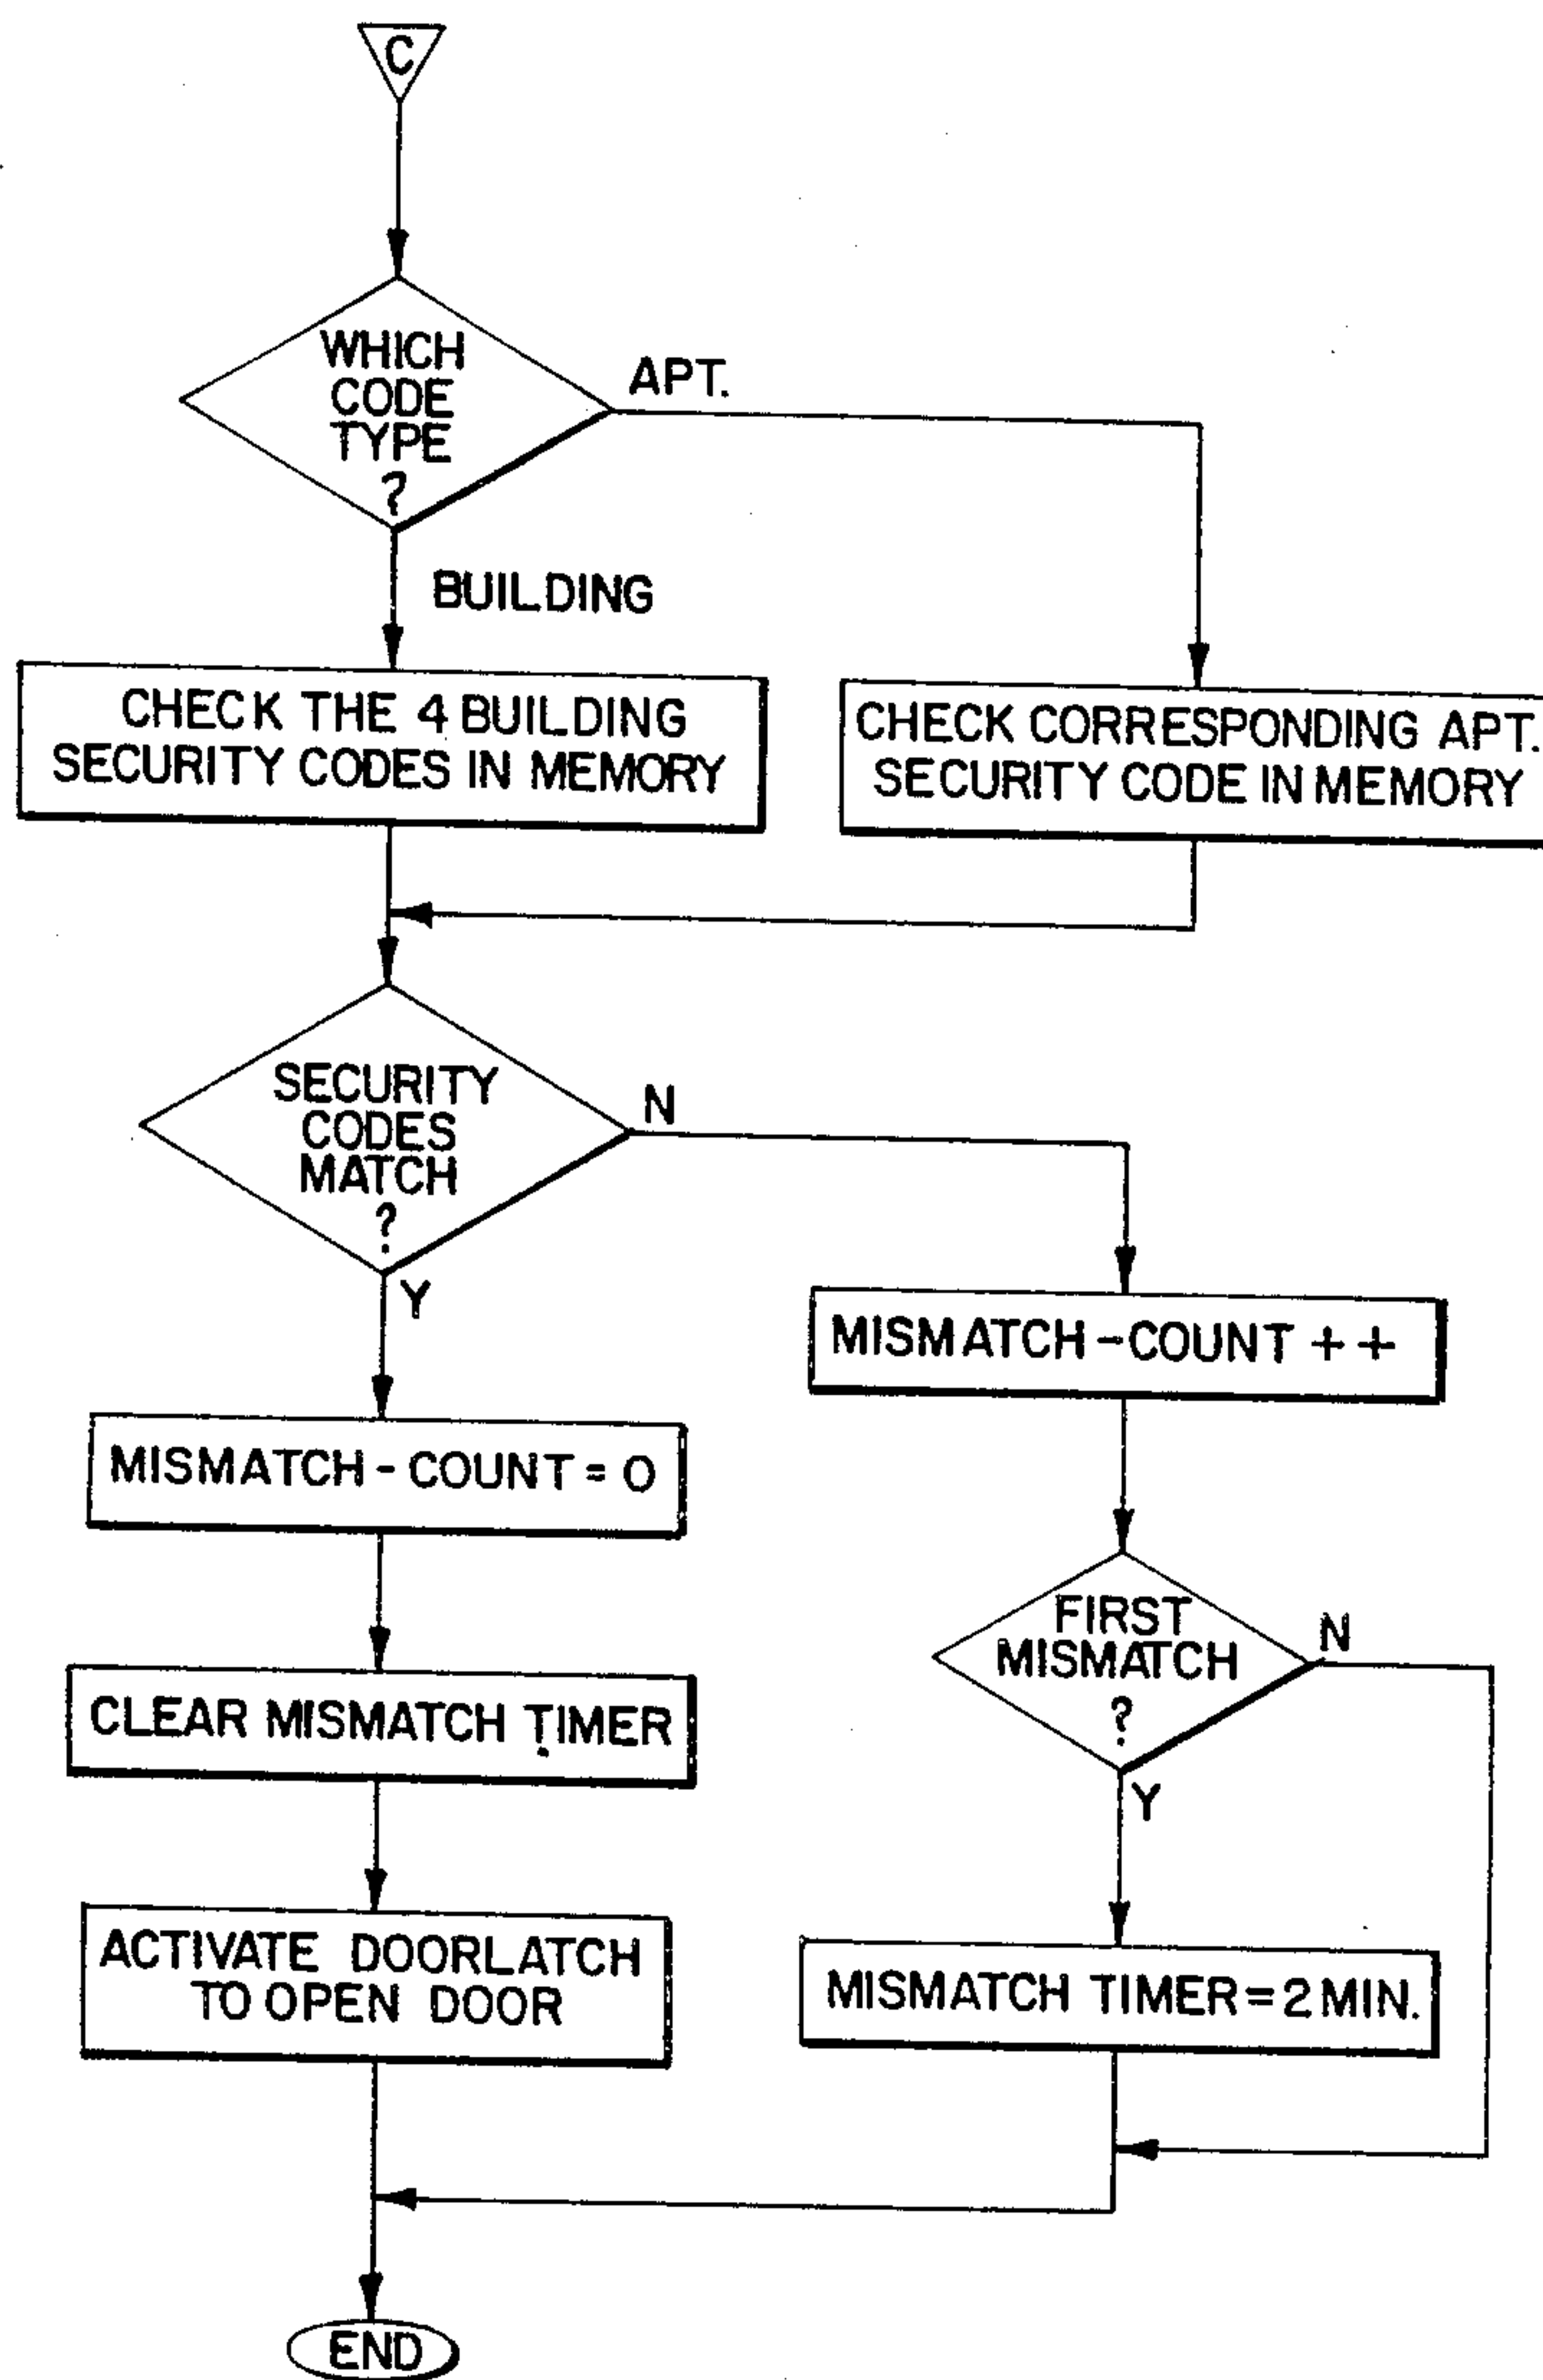 C
WHICH
CODE
TYPE
?
APT.
BUILDING
CHECK THE 4 BUILDING
SECURITY CODES IN MEMORY
CHECK CORRESPONDING APT.
SECURITY CODE IN MEMORY
SECURITY
CODES
MATCH
?
N
Y
MISMATCH-COUNT ++
MISMATCH-COUNT = 0
FIRST
MISMATCH
?
N
Y
CLEAR MISMATCH TIMER
ACTIVATE DOORLATCH
TO OPEN DOOR
MISMATCH TIMER=2 MIN.
END